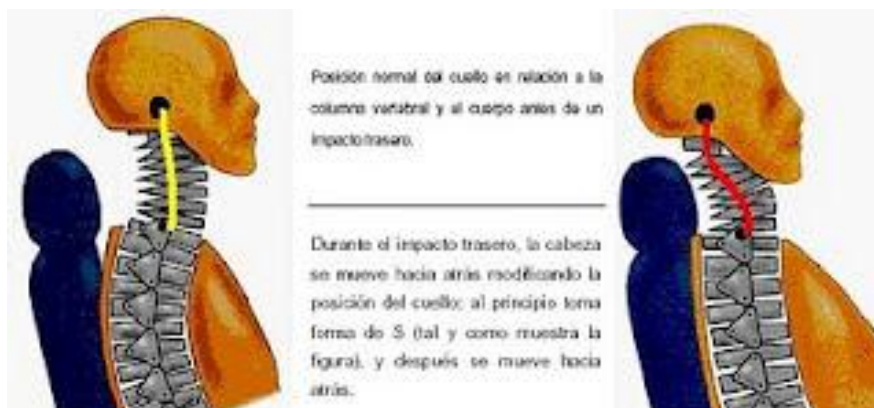 Posición normal del cuello en relación a la
columna vertebral y al cuerpo antes de un
impacto trasero.
Durante el impacto trasero, la cabeza
se mueve hacia atrás modificando la
posición del cuello: al principio toma
forma de S (tal y como muestra la
figura), y después se mueve hacia
atrás.